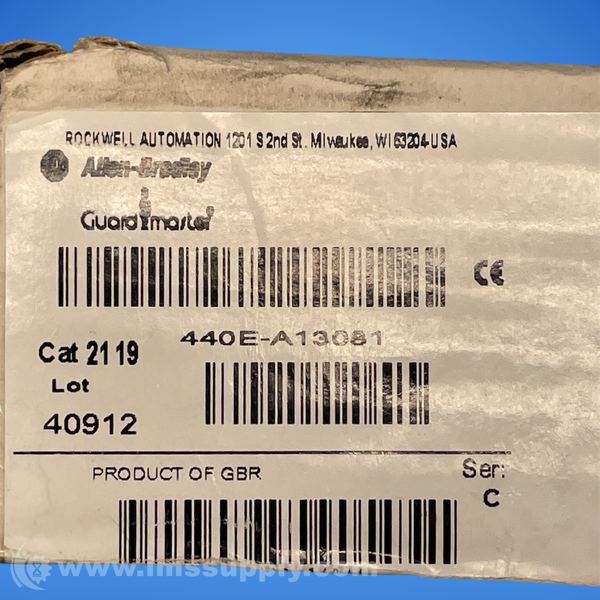 ROCKWELL AUTOMATION 1201 S 2nd St. Milwaukee, WI 53204-USA
Allen-Bradley
Guardmaster
CE
440E-A13081
Cat 2119
Lot
40912
PRODUCT OF GBR
Ser:
C
www.imssupply.com